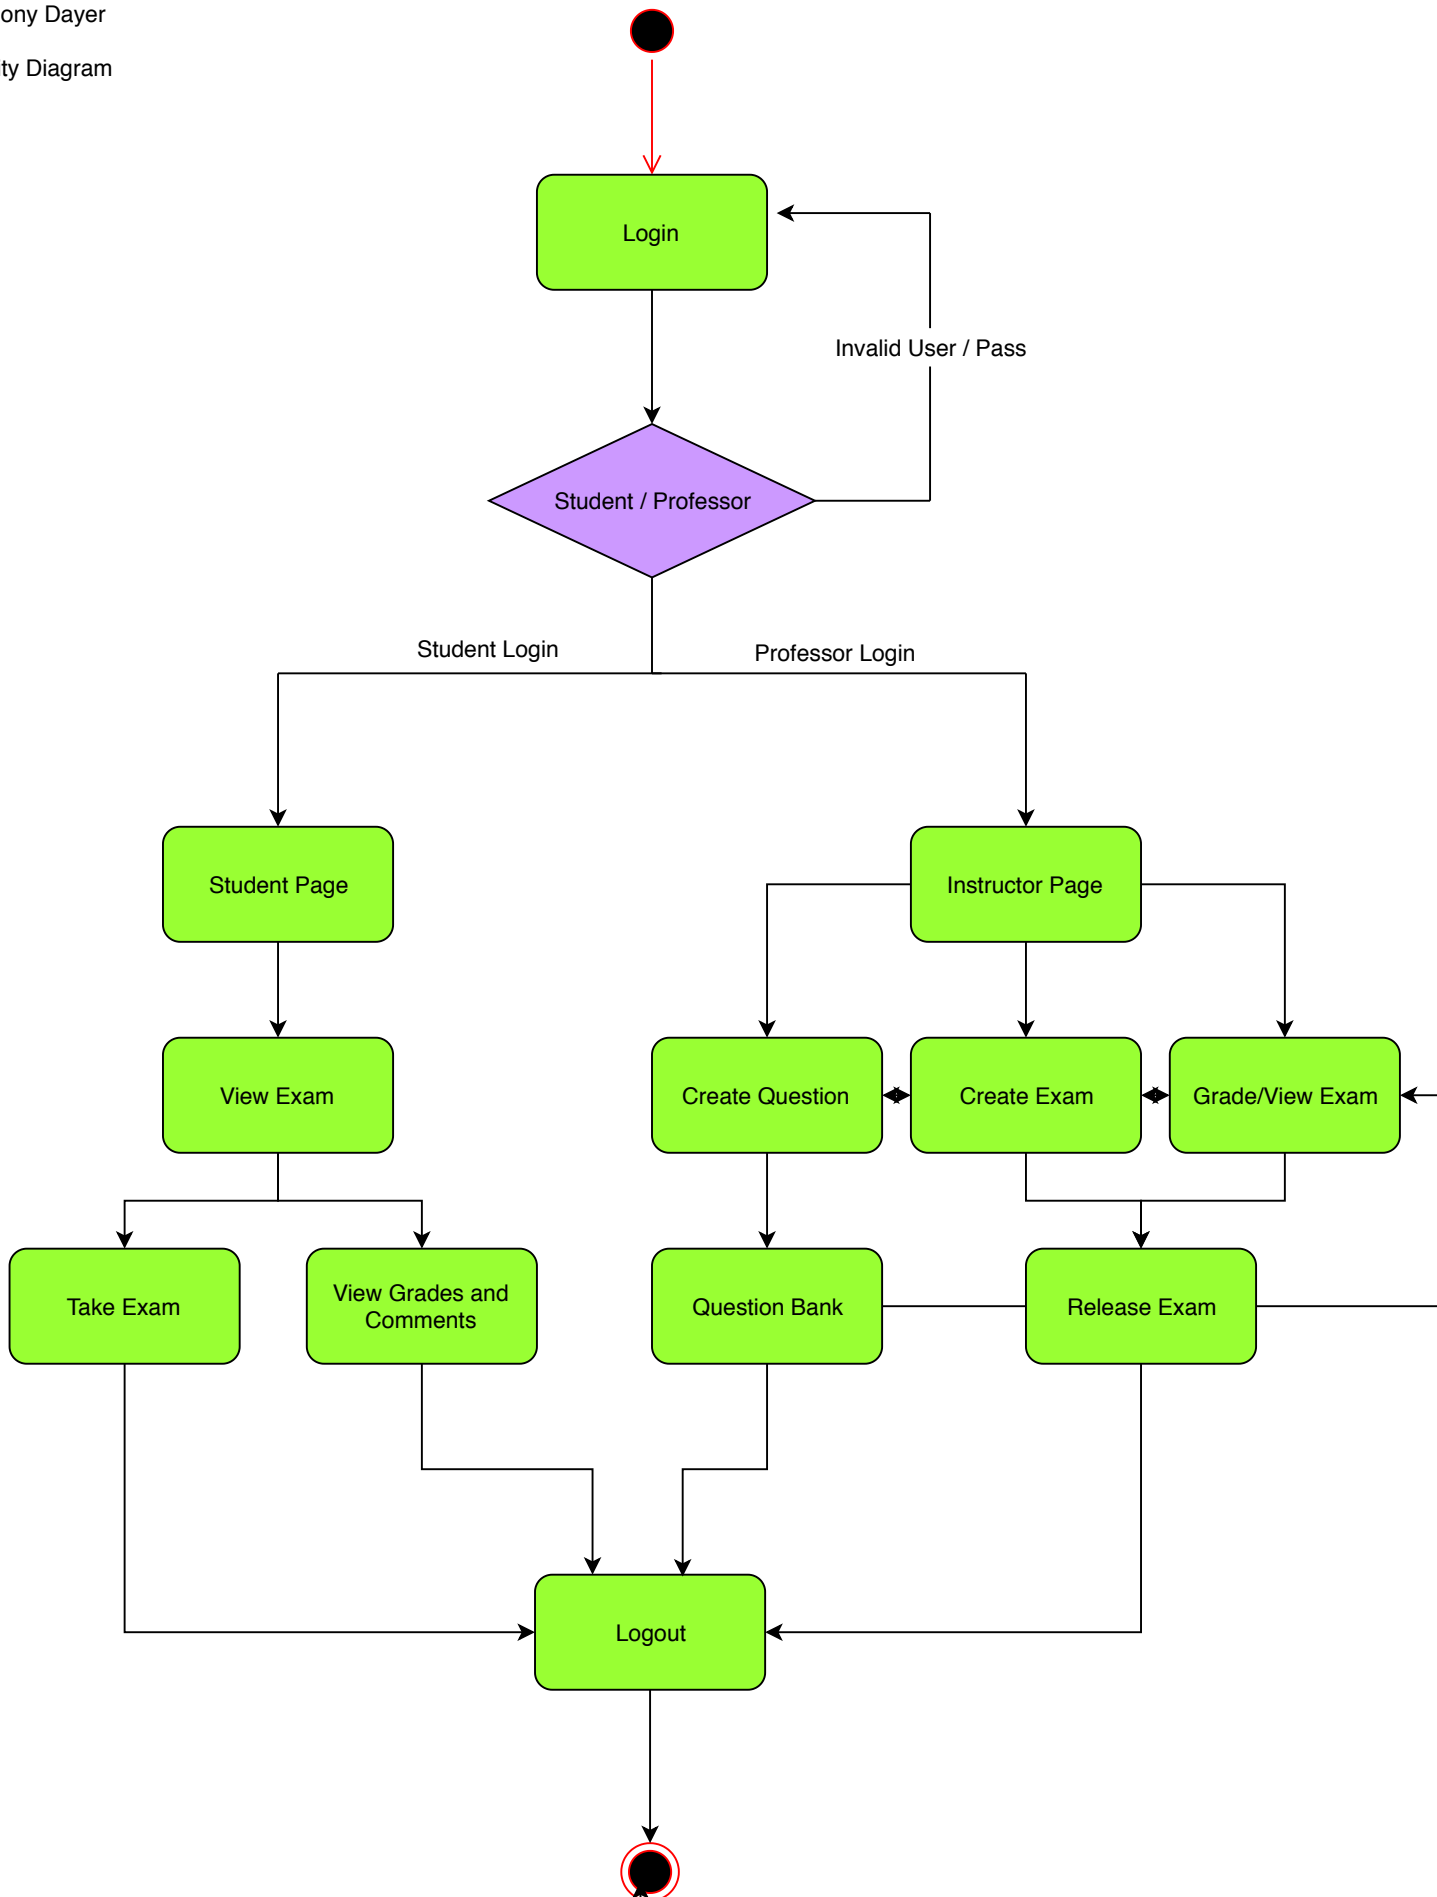 ony Dayer
ty Diagram
Login
Invalid User / Pass
Student / Professor
Student Login
Professor Login
Student Page
Instructor Page
View Exam
Create Question
Create Exam
Grade/View Exam
Take Exam
View Grades and
Comments
Question Bank
Release Exam
Logout